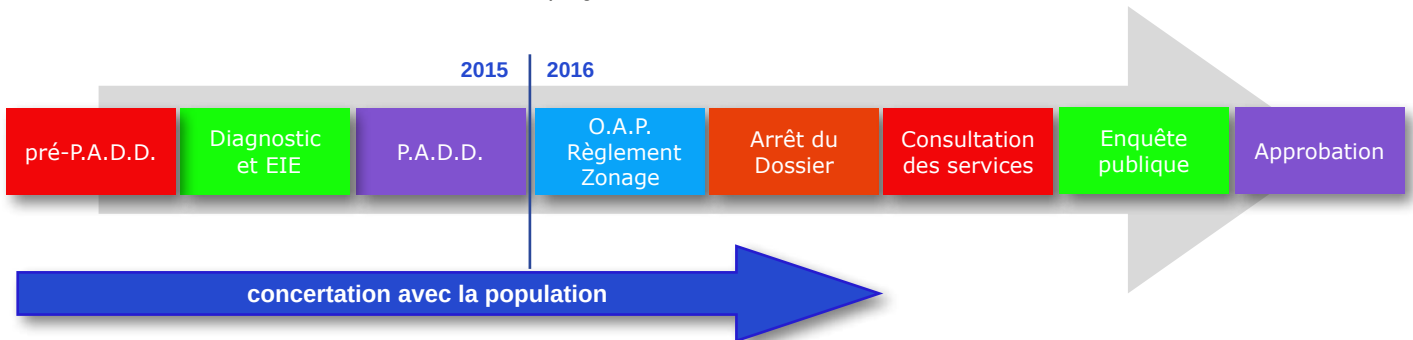 2015
2016
pré-P.A.D.D.
Diagnostic
et EIE
P.A.D.D.
O.A.P.
Règlement
Zonage
Arrêt du
Dossier
Consultation
des services
Enquête
publique
Approbation
concertation avec la population